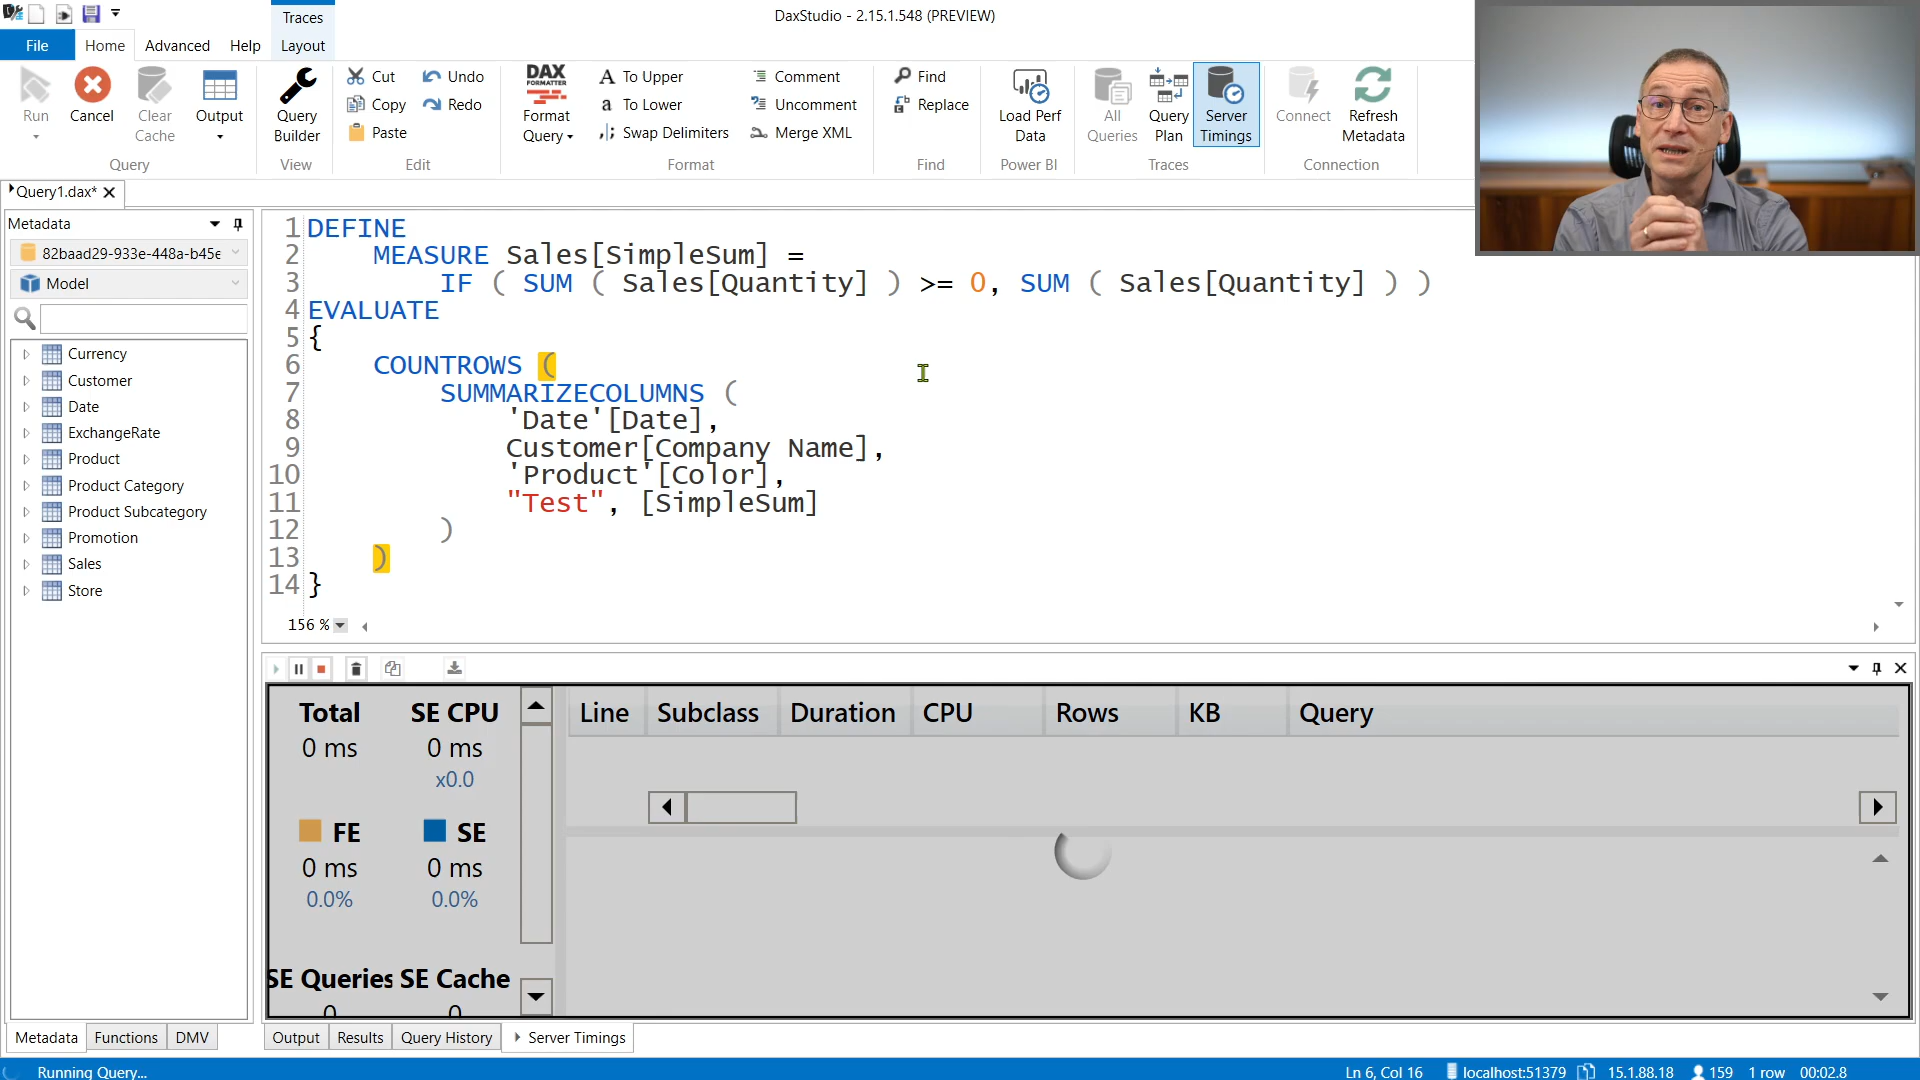 DaxStudio - 2.15.1.548 (PREVIEW)
Traces
File
Home
Advanced
Help
Layout
Run
Cancel
Clear Cache
Output
Query
Query Builder
View
Cut
Copy
Paste
Undo
Redo
Edit
DAX FORMATTER
Format Query
To Upper
To Lower
Swap Delimiters
Comment
Uncomment
Merge XML
Format
Find
Replace
Find
Load Perf Data
Power BI
All Queries
Query Plan
Server Timings
Traces
Connect
Refresh Metadata
Connection
Query1.dax*
Metadata
82baad29-933e-448a-b45e
Model
Currency
Customer
Date
ExchangeRate
Product
Product Category
Product Subcategory
Promotion
Sales
Store
1 DEFINE
2 MEASURE Sales[SimpleSum] =
3 IF ( SUM ( Sales[Quantity] ) >= 0, SUM ( Sales[Quantity] ) )
4 EVALUATE
5 {
6 COUNTROWS (
7 SUMMARIZECOLUMNS (
8 'Date'[Date],
9 Customer[Company Name],
10 'Product'[Color],
11 "Test", [SimpleSum]
12 )
13 )
14 }
156 %
Total SE CPU
0 ms 0 ms
x0.0
FE SE
0 ms 0 ms
0.0% 0.0%
SE Queries SE Cache
0 0
Line Subclass Duration CPU Rows KB Query
Metadata Functions DMV
Output Results Query History Server Timings
Running Query...
Ln 6, Col 16 localhost:51379 15.1.88.18 159 1 row 00:02.8